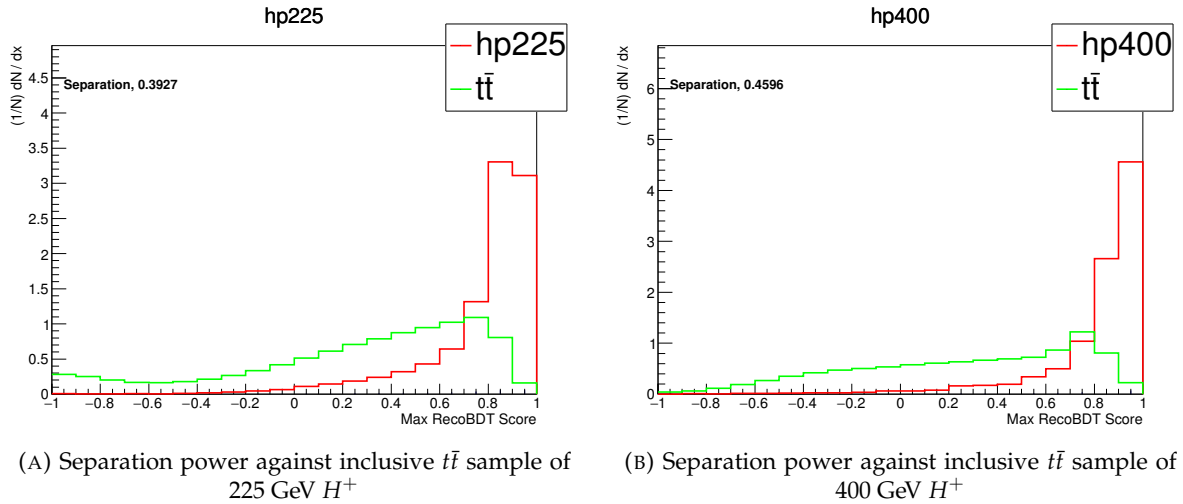 hp225
hp225
tt̄
(1/N) dN / dx
Separation, 0.3927
4.5
4
3.5
3
2.5
2
1.5
1
0.5
0
−1 −0.8 −0.6 −0.4 −0.2 0 0.2 0.4 0.6 0.8 1
Max RecoBDT Score
(A) Separation power against inclusive tt̄ sample of
225 GeV H⁺
hp400
hp400
tt̄
(1/N) dN / dx
Separation, 0.4596
6
5
4
3
2
1
0
−1 −0.8 −0.6 −0.4 −0.2 0 0.2 0.4 0.6 0.8 1
Max RecoBDT Score
(B) Separation power against inclusive tt̄ sample of
400 GeV H⁺